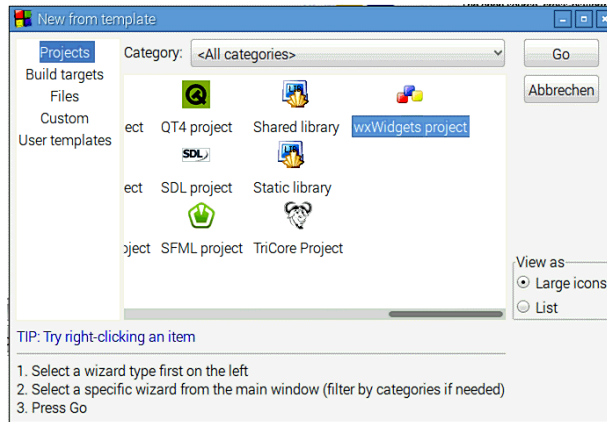 New from template
Projects
Build targets
Files
Custom
User templates
Category: <All categories>
Go
Abbrechen
ect QT4 project Shared library wxWidgets project
SDL
ect SDL project Static library
oject SFML project TriCore Project
View as
Large icons
List
TIP: Try right-clicking an item
1. Select a wizard type first on the left
2. Select a specific wizard from the main window (filter by categories if needed)
3. Press Go